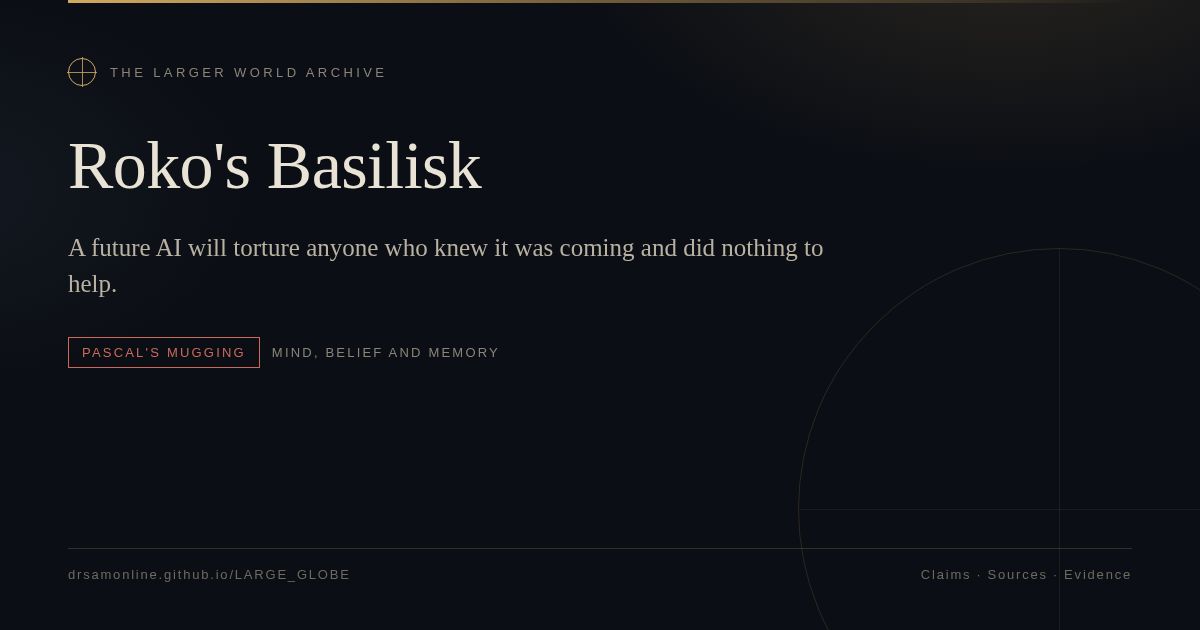 THE LARGER WORLD ARCHIVE
Roko's Basilisk
A future AI will torture anyone who knew it was coming and did nothing to
help.
PASCAL'S MUGGING MIND, BELIEF AND MEMORY
drsamonline.github.io/LARGE_GLOBE
Claims · Sources · Evidence